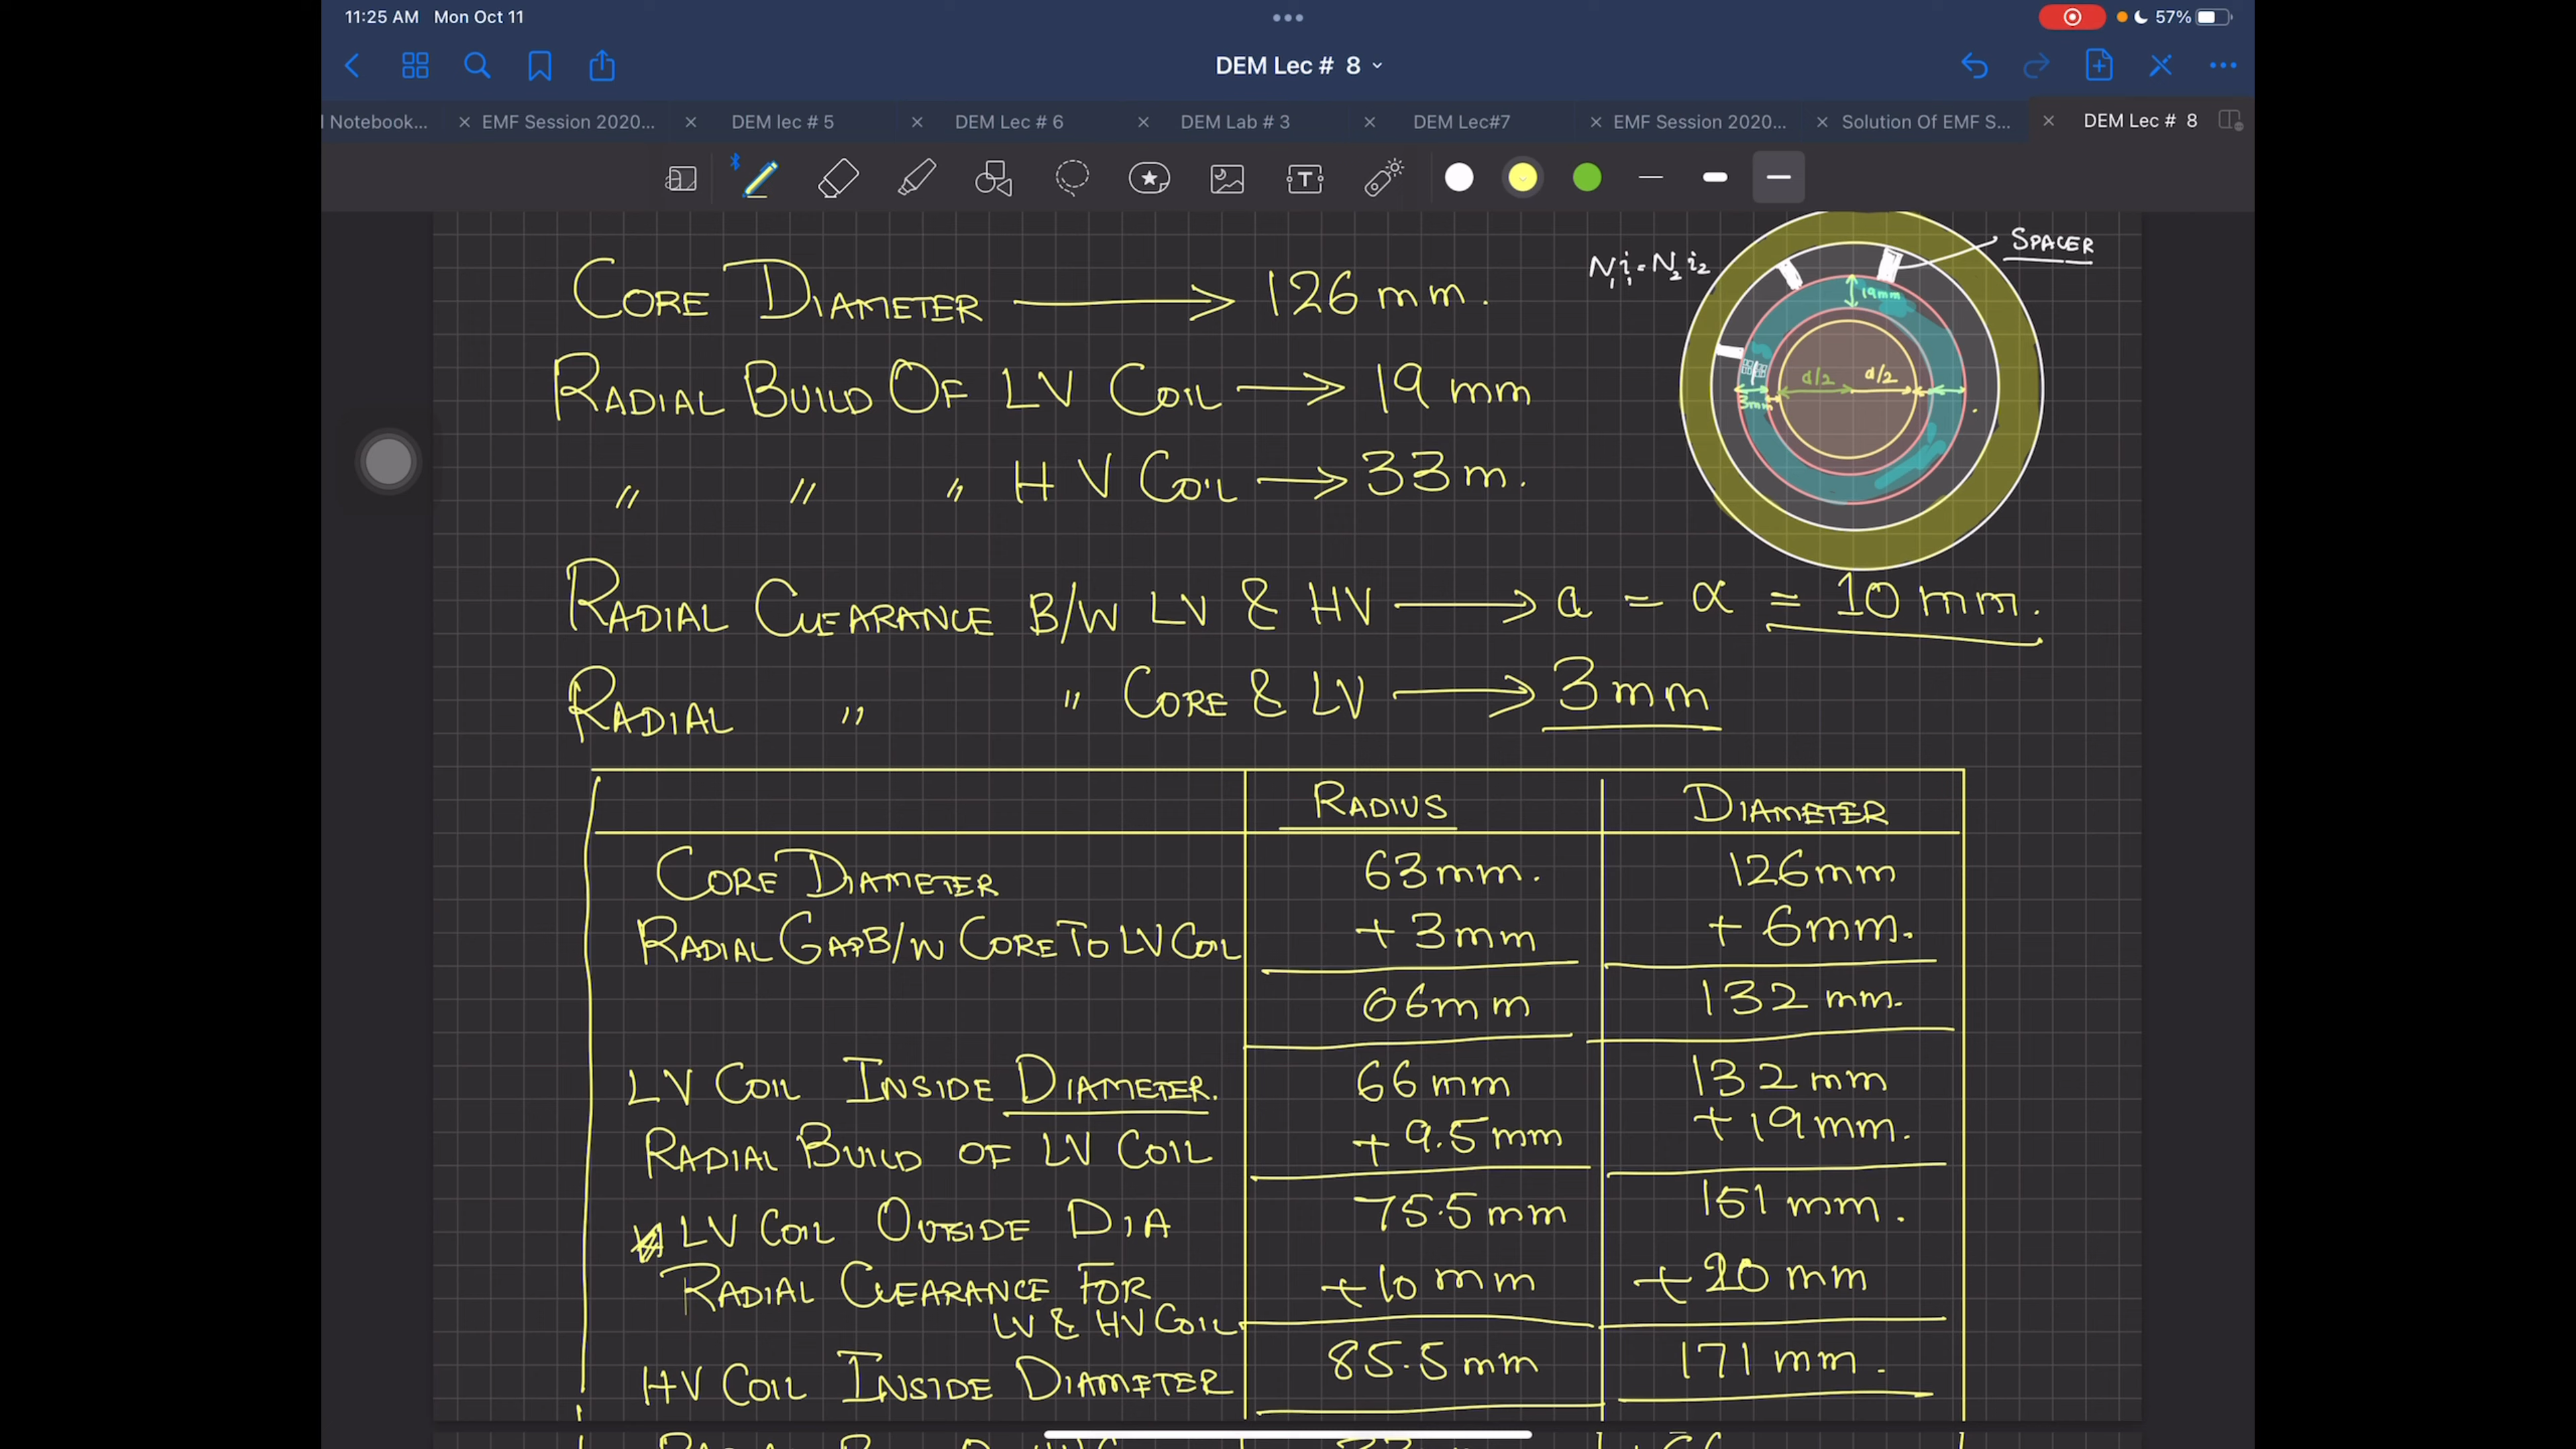 11:25 AM Mon Oct 11
57%
DEM Lec # 8
l Notebook... EMF Session 2020... DEM lec # 5 DEM Lec # 6 DEM Lab # 3 DEM Lec#7 EMF Session 2020... Solution Of EMF S... DEM Lec # 8
SPACER
N₁i₁ = N₂i₂
CORE DIAMETER → 126 mm.
19mm
RADIAL BUILD OF LV COIL → 19 mm
d/2 d/2
3mm
" " " HV COIL → 33 m.
RADIAL CLEARANCE B/W LV & HV → a = α = 10 mm.
RADIAL " " CORE & LV → 3 mm
RADIUS DIAMETER
CORE DIAMETER 63 mm. 126 mm
RADIAL GAP B/W CORE TO LV COIL + 3 mm + 6 mm.
66 mm 132 mm.
LV COIL INSIDE DIAMETER. 66 mm 132 mm
RADIAL BUILD OF LV COIL + 9.5 mm + 19 mm.
LV COIL OUTSIDE DIA 75.5 mm 151 mm.
RADIAL CLEARANCE FOR + 10 mm + 20 mm
LV & HV COIL
HV COIL INSIDE DIAMETER 85.5 mm 171 mm.